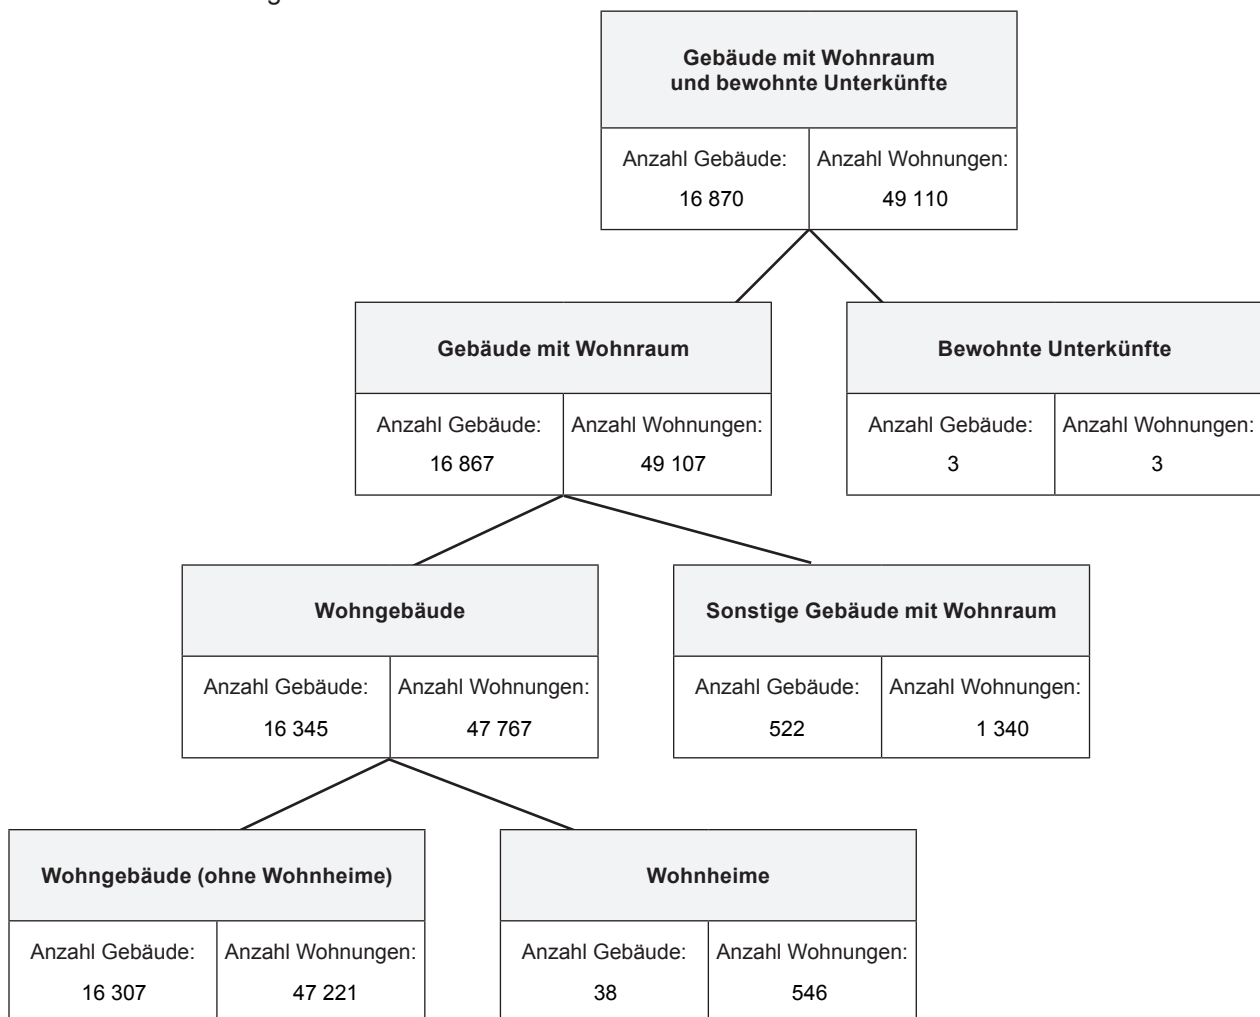 Gebäude mit Wohnraum
und bewohnte Unterkünfte
Anzahl Gebäude:
16 870
Anzahl Wohnungen:
49 110
Gebäude mit Wohnraum
Anzahl Gebäude:
16 867
Anzahl Wohnungen:
49 107
Bewohnte Unterkünfte
Anzahl Gebäude:
3
Anzahl Wohnungen:
3
Wohngebäude
Anzahl Gebäude:
16 345
Anzahl Wohnungen:
47 767
Sonstige Gebäude mit Wohnraum
Anzahl Gebäude:
522
Anzahl Wohnungen:
1 340
Wohngebäude (ohne Wohnheime)
Anzahl Gebäude:
16 307
Anzahl Wohnungen:
47 221
Wohnheime
Anzahl Gebäude:
38
Anzahl Wohnungen:
546